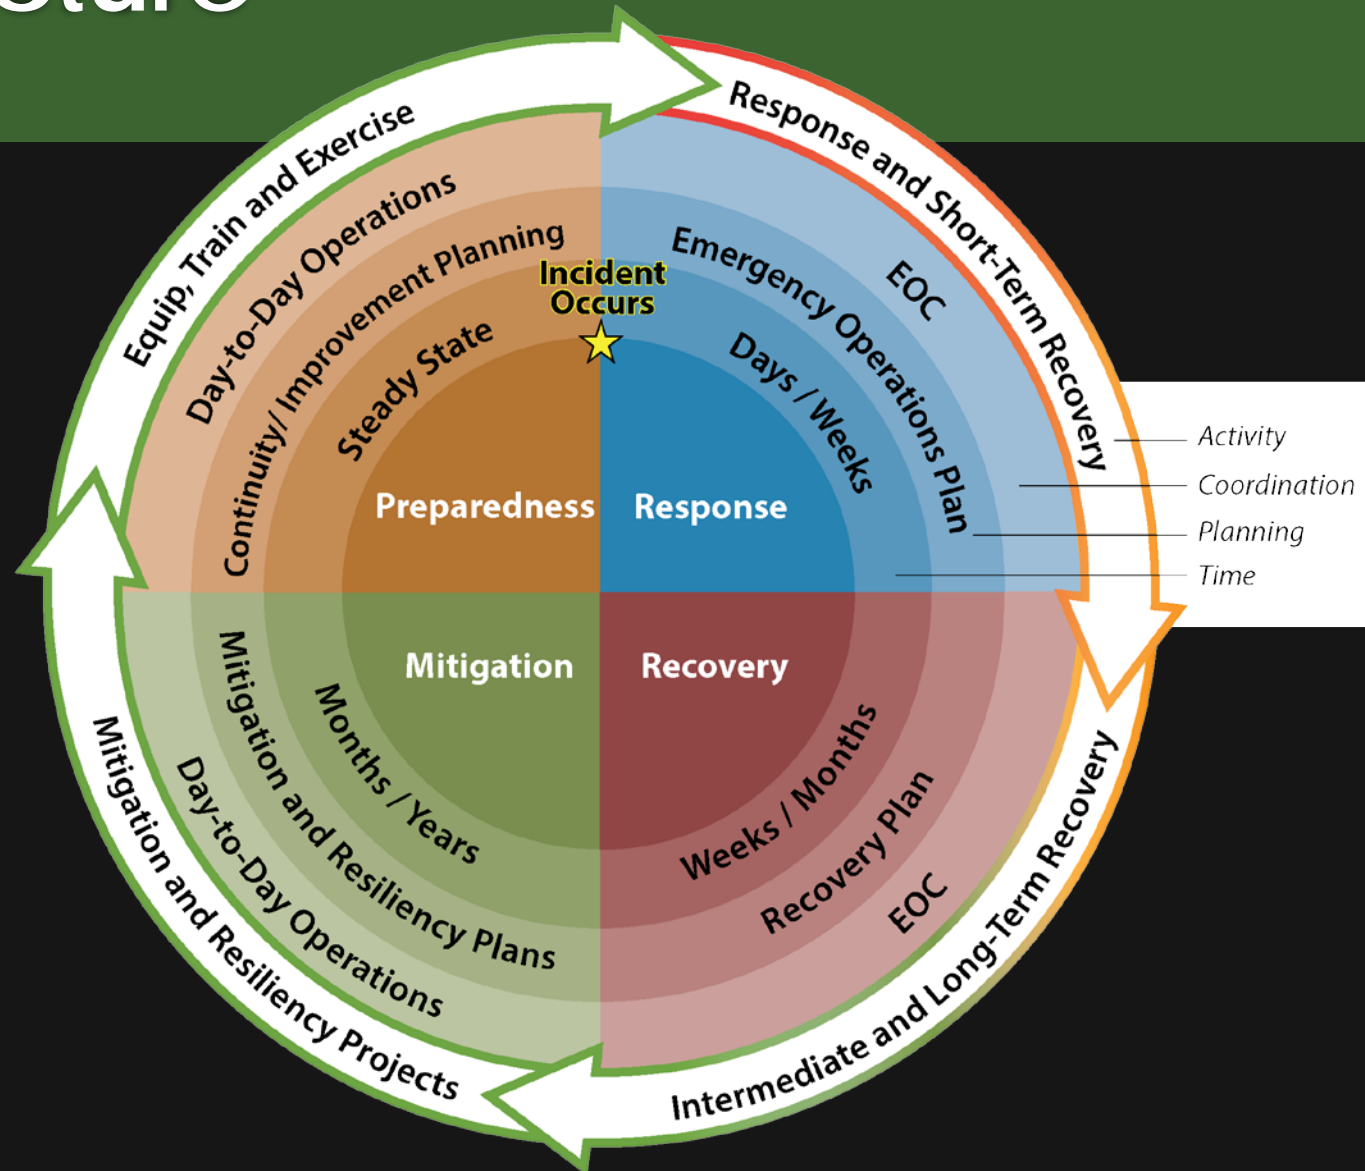 Equip, Train and Exercise
Day-to-Day Operations
Continuity/ Improvement Planning
Steady State
Preparedness
Incident
Occurs
Response and Short-Term Recovery
EOC
Emergency Operations Plan
Days / Weeks
Response
Activity
Coordination
Planning
Time
Mitigation
Months / Years
Mitigation and Resiliency Plans
Day-to-Day Operations
Mitigation and Resiliency Projects
Recovery
Weeks / Months
Recovery Plan
EOC
Intermediate and Long-Term Recovery